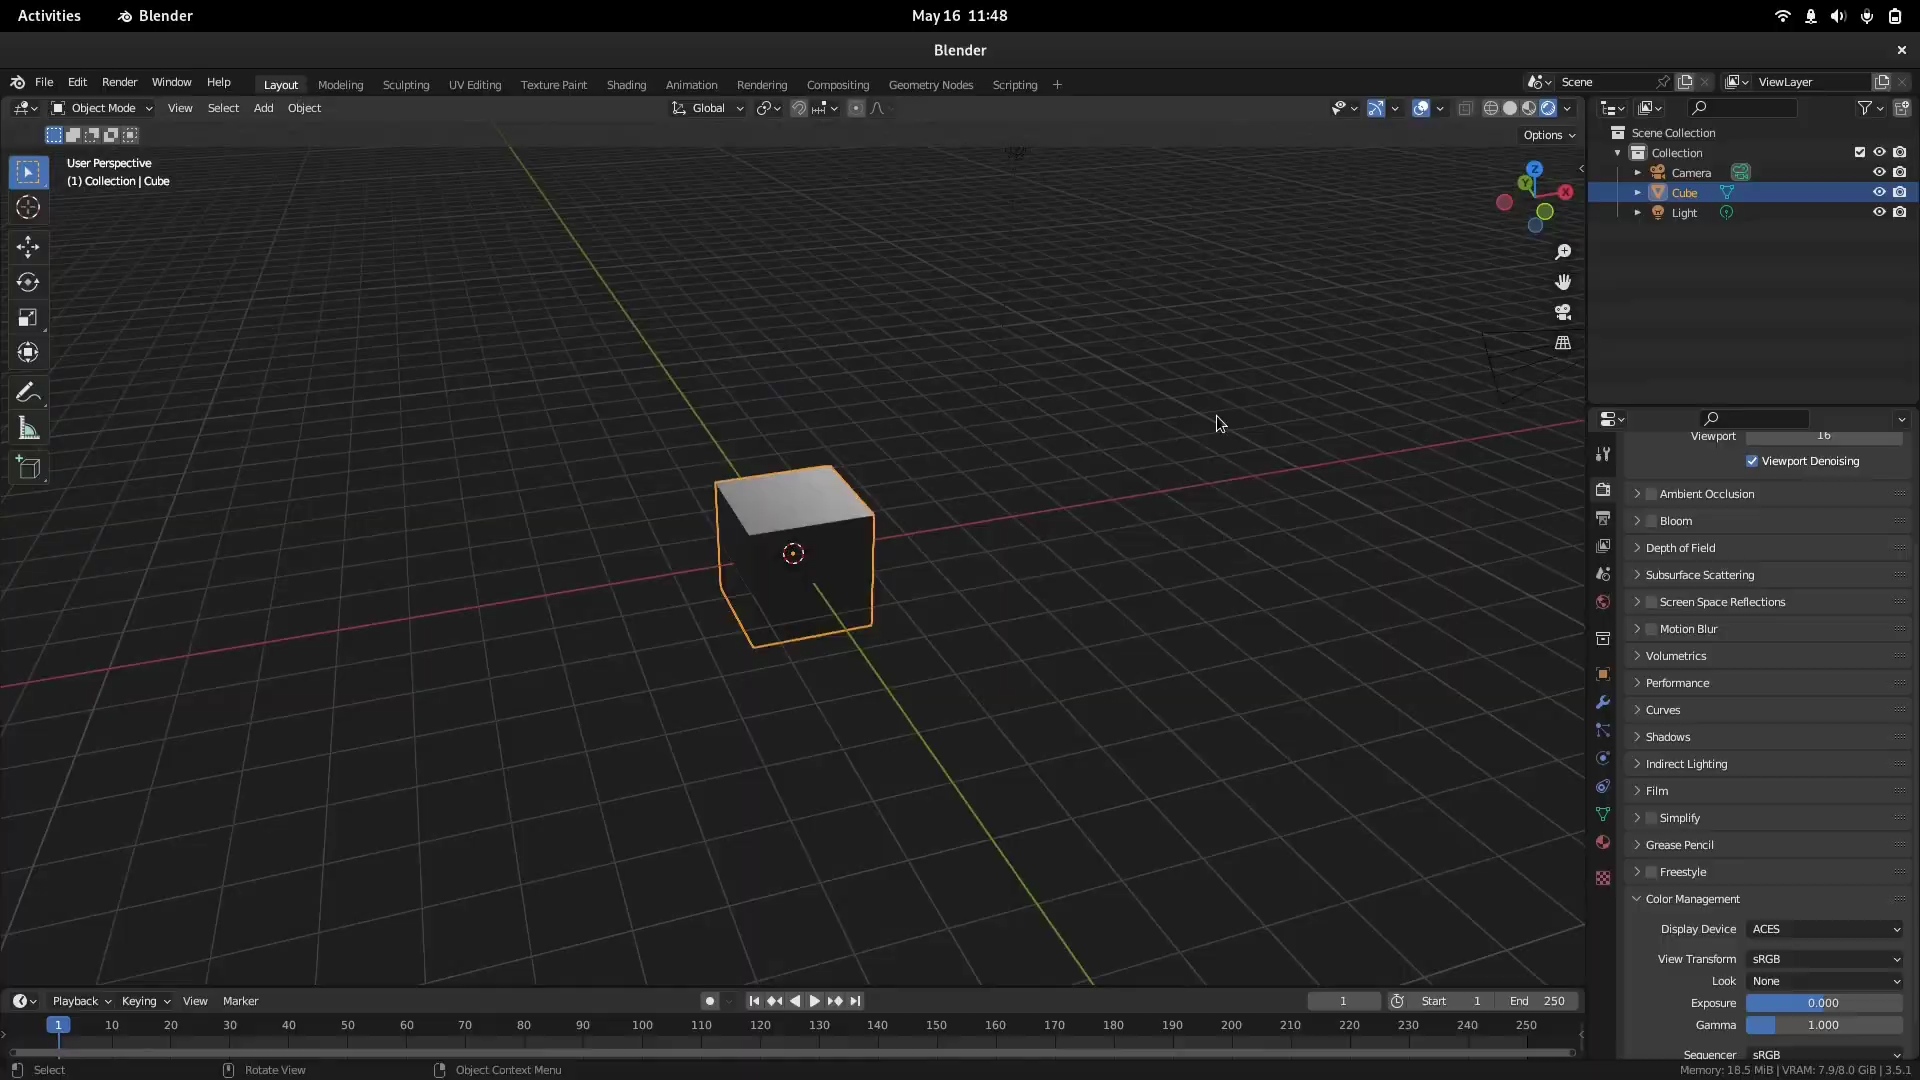 Activities Blender May 16 11:48
Blender
File Edit Render Window Help Layout Modeling Sculpting UV Editing Texture Paint Shading Animation Rendering Compositing Geometry Nodes Scripting + Scene ViewLayer
Object Mode View Select Add Object Global
Options
User Perspective
(1) Collection | Cube
Z
Y
X
Scene Collection
Collection
Camera
Cube
Light
Viewport 16
Viewport Denoising
Ambient Occlusion
Bloom
Depth of Field
Subsurface Scattering
Screen Space Reflections
Motion Blur
Volumetrics
Performance
Curves
Shadows
Indirect Lighting
Film
Simplify
Grease Pencil
Freestyle
Color Management
Display Device ACES
View Transform sRGB
Look None
Exposure 0.000
Gamma 1.000
Sequencer sRGB
Playback Keying View Marker 1 Start 1 End 250
1 10 20 30 40 50 60 70 80 90 100 110 120 130 140 150 160 170 180 190 200 210 220 230 240 250
Select Rotate View Object Context Menu Memory: 18.5 MiB | VRAM: 7.9/8.0 GiB | 3.5.1